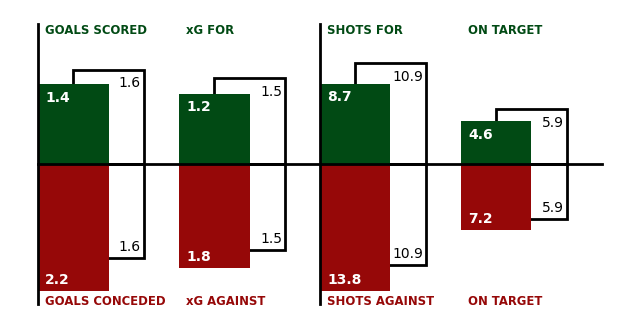 GOALS SCORED xG FOR SHOTS FOR ON TARGET
1.6 1.5 10.9 5.9
1.4 1.2 8.7 4.6
1.6 1.5 10.9 5.9
2.2 1.8 13.8 7.2
GOALS CONCEDED xG AGAINST SHOTS AGAINST ON TARGET